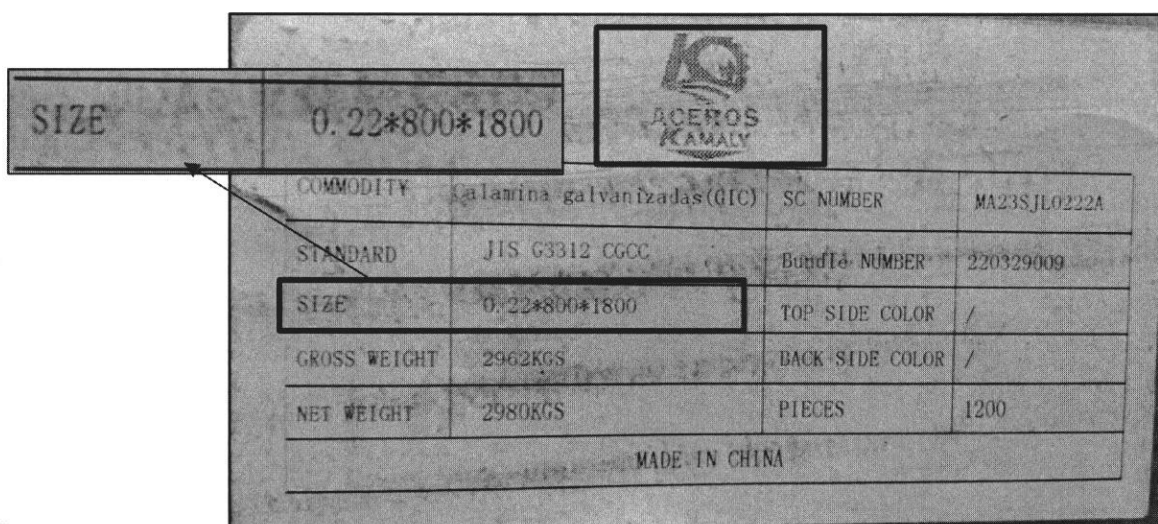 SIZE 0.22*800*1800
ACEROS
KAMALY
COMMODITY Calamina galvanizadas(GIC) SC NUMBER MA23SJL0222A
STANDARD JIS G3312 CGCC Bundle NUMBER 220329009
SIZE 0.22*800*1800 TOP SIDE COLOR /
GROSS WEIGHT 2962KGS BACK SIDE COLOR /
NET WEIGHT 2980KGS PIECES 1200
MADE IN CHINA